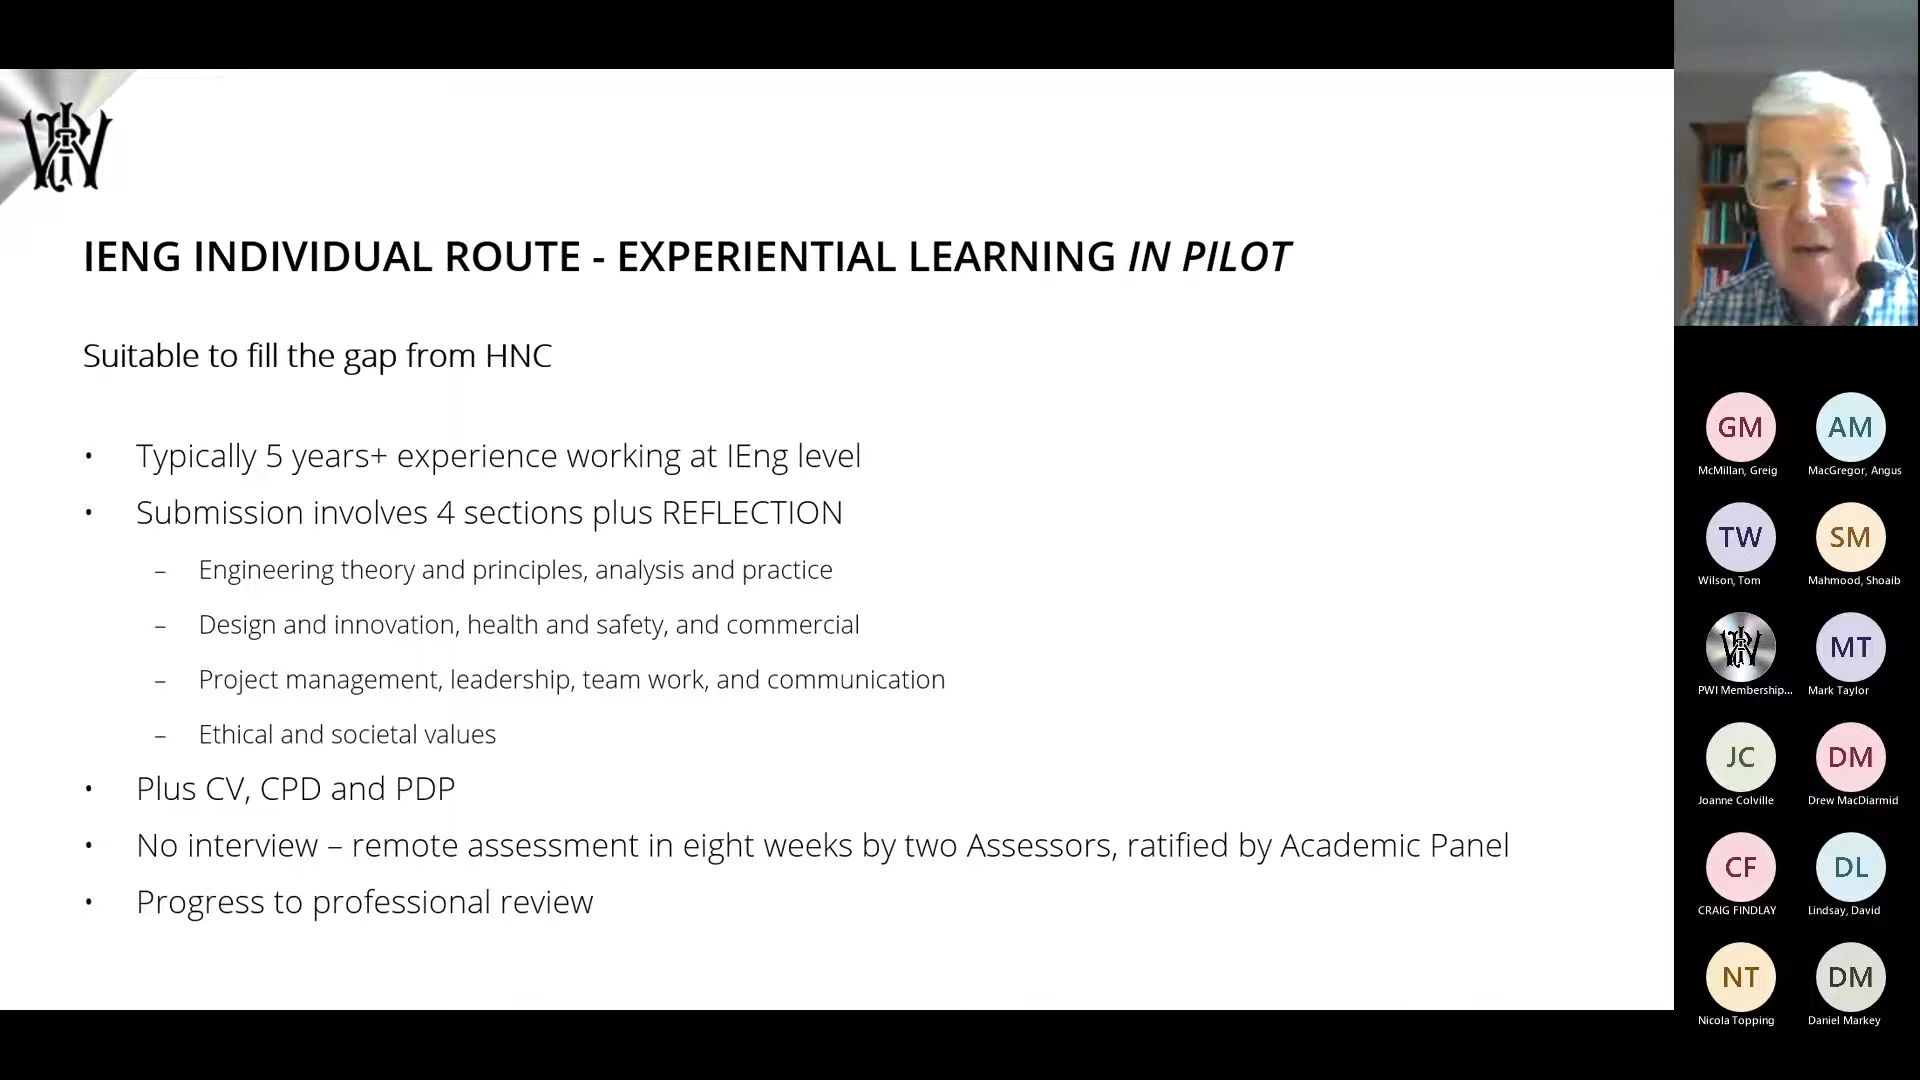 IENG INDIVIDUAL ROUTE - EXPERIENTIAL LEARNING IN PILOT
Suitable to fill the gap from HNC
• Typically 5 years+ experience working at IEng level
• Submission involves 4 sections plus REFLECTION
– Engineering theory and principles, analysis and practice
– Design and innovation, health and safety, and commercial
– Project management, leadership, team work, and communication
– Ethical and societal values
• Plus CV, CPD and PDP
• No interview – remote assessment in eight weeks by two Assessors, ratified by Academic Panel
• Progress to professional review
GM AM
McMillan, Greig MacGregor, Angus
TW SM
Wilson, Tom Mahmood, Shoaib
MT
PWI Membership... Mark Taylor
JC DM
Joanne Colville Drew MacDiarmid
CF DL
CRAIG FINDLAY Lindsay, David
NT DM
Nicola Topping Daniel Markey